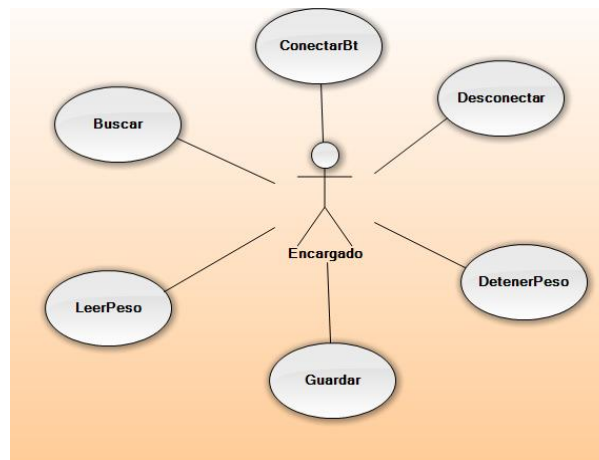 ConectarBt
Desconectar
Buscar
Encargado
DetenerPeso
LeerPeso
Guardar